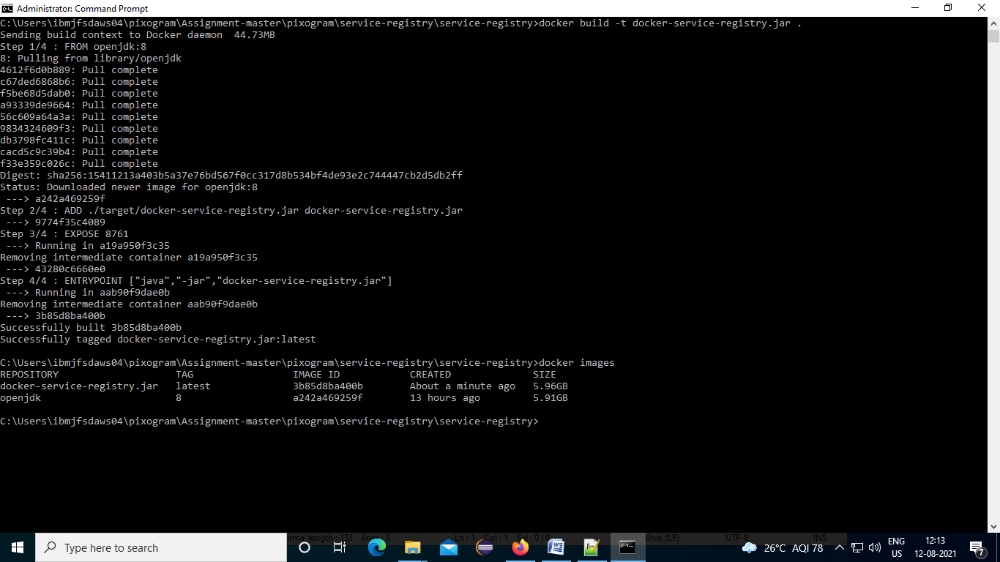 Administrator: Command Prompt
C:\Users\ibmjfsdaws04\pixogram\Assignment-master\pixogram\service-registry\service-registry>docker build -t docker-service-registry.jar .
Sending build context to Docker daemon  44.73MB
Step 1/4 : FROM openjdk:8
8: Pulling from library/openjdk
4612f6d0b889: Pull complete
c67ded6868b6: Pull complete
f5be68d5dab0: Pull complete
a93339de9664: Pull complete
56c609a64a3a: Pull complete
9834324609f3: Pull complete
db3798fc411c: Pull complete
cacd5c9c39b4: Pull complete
f33e359c026c: Pull complete
Digest: sha256:15411213a403b5a37e76bd567f0cc317d8b534bf4de93e2c744447cb2d5db2ff
Status: Downloaded newer image for openjdk:8
 ---> a242a469259f
Step 2/4 : ADD ./target/docker-service-registry.jar docker-service-registry.jar
 ---> 9774f35c4089
Step 3/4 : EXPOSE 8761
 ---> Running in a19a950f3c35
Removing intermediate container a19a950f3c35
 ---> 43280c6660e0
Step 4/4 : ENTRYPOINT ["java","-jar","docker-service-registry.jar"]
 ---> Running in aab90f9dae0b
Removing intermediate container aab90f9dae0b
 ---> 3b85d8ba400b
Successfully built 3b85d8ba400b
Successfully tagged docker-service-registry.jar:latest
C:\Users\ibmjfsdaws04\pixogram\Assignment-master\pixogram\service-registry\service-registry>docker images
REPOSITORY                    TAG                 IMAGE ID            CREATED              SIZE
docker-service-registry.jar   latest              3b85d8ba400b        About a minute ago   5.96GB
openjdk                       8                   a242a469259f        13 hours ago         5.91GB
C:\Users\ibmjfsdaws04\pixogram\Assignment-master\pixogram\service-registry\service-registry>
length : 133 lines : 3 Ln : 1 Col : 1 Sel : 0 | 0 Unix (LF) UTF-8 INS
Type here to search
26°C AQI 78
ENG
US
12:13
12-08-2021
7